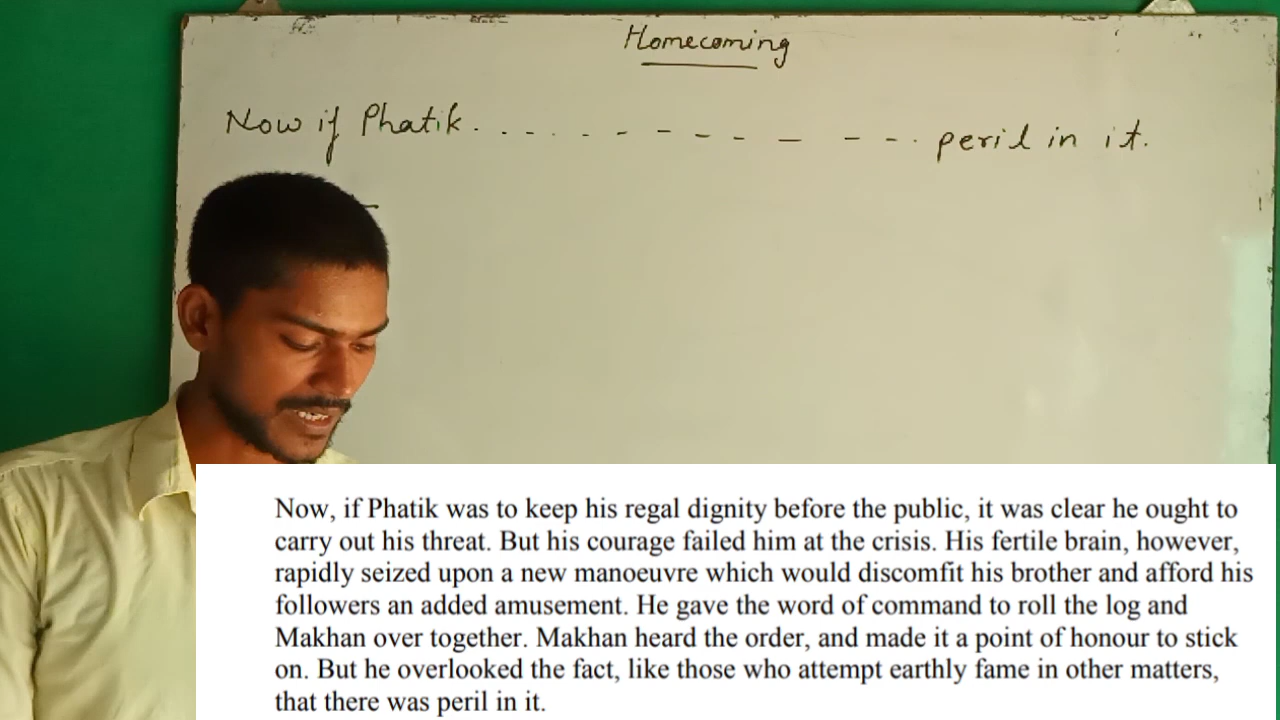 Homecoming
Now if Phatik. . . . . . - - - - - - - - . peril in it.
Now, if Phatik was to keep his regal dignity before the public, it was clear he ought to
carry out his threat. But his courage failed him at the crisis. His fertile brain, however,
rapidly seized upon a new manoeuvre which would discomfit his brother and afford his
followers an added amusement. He gave the word of command to roll the log and
Makhan over together. Makhan heard the order, and made it a point of honour to stick
on. But he overlooked the fact, like those who attempt earthly fame in other matters,
that there was peril in it.